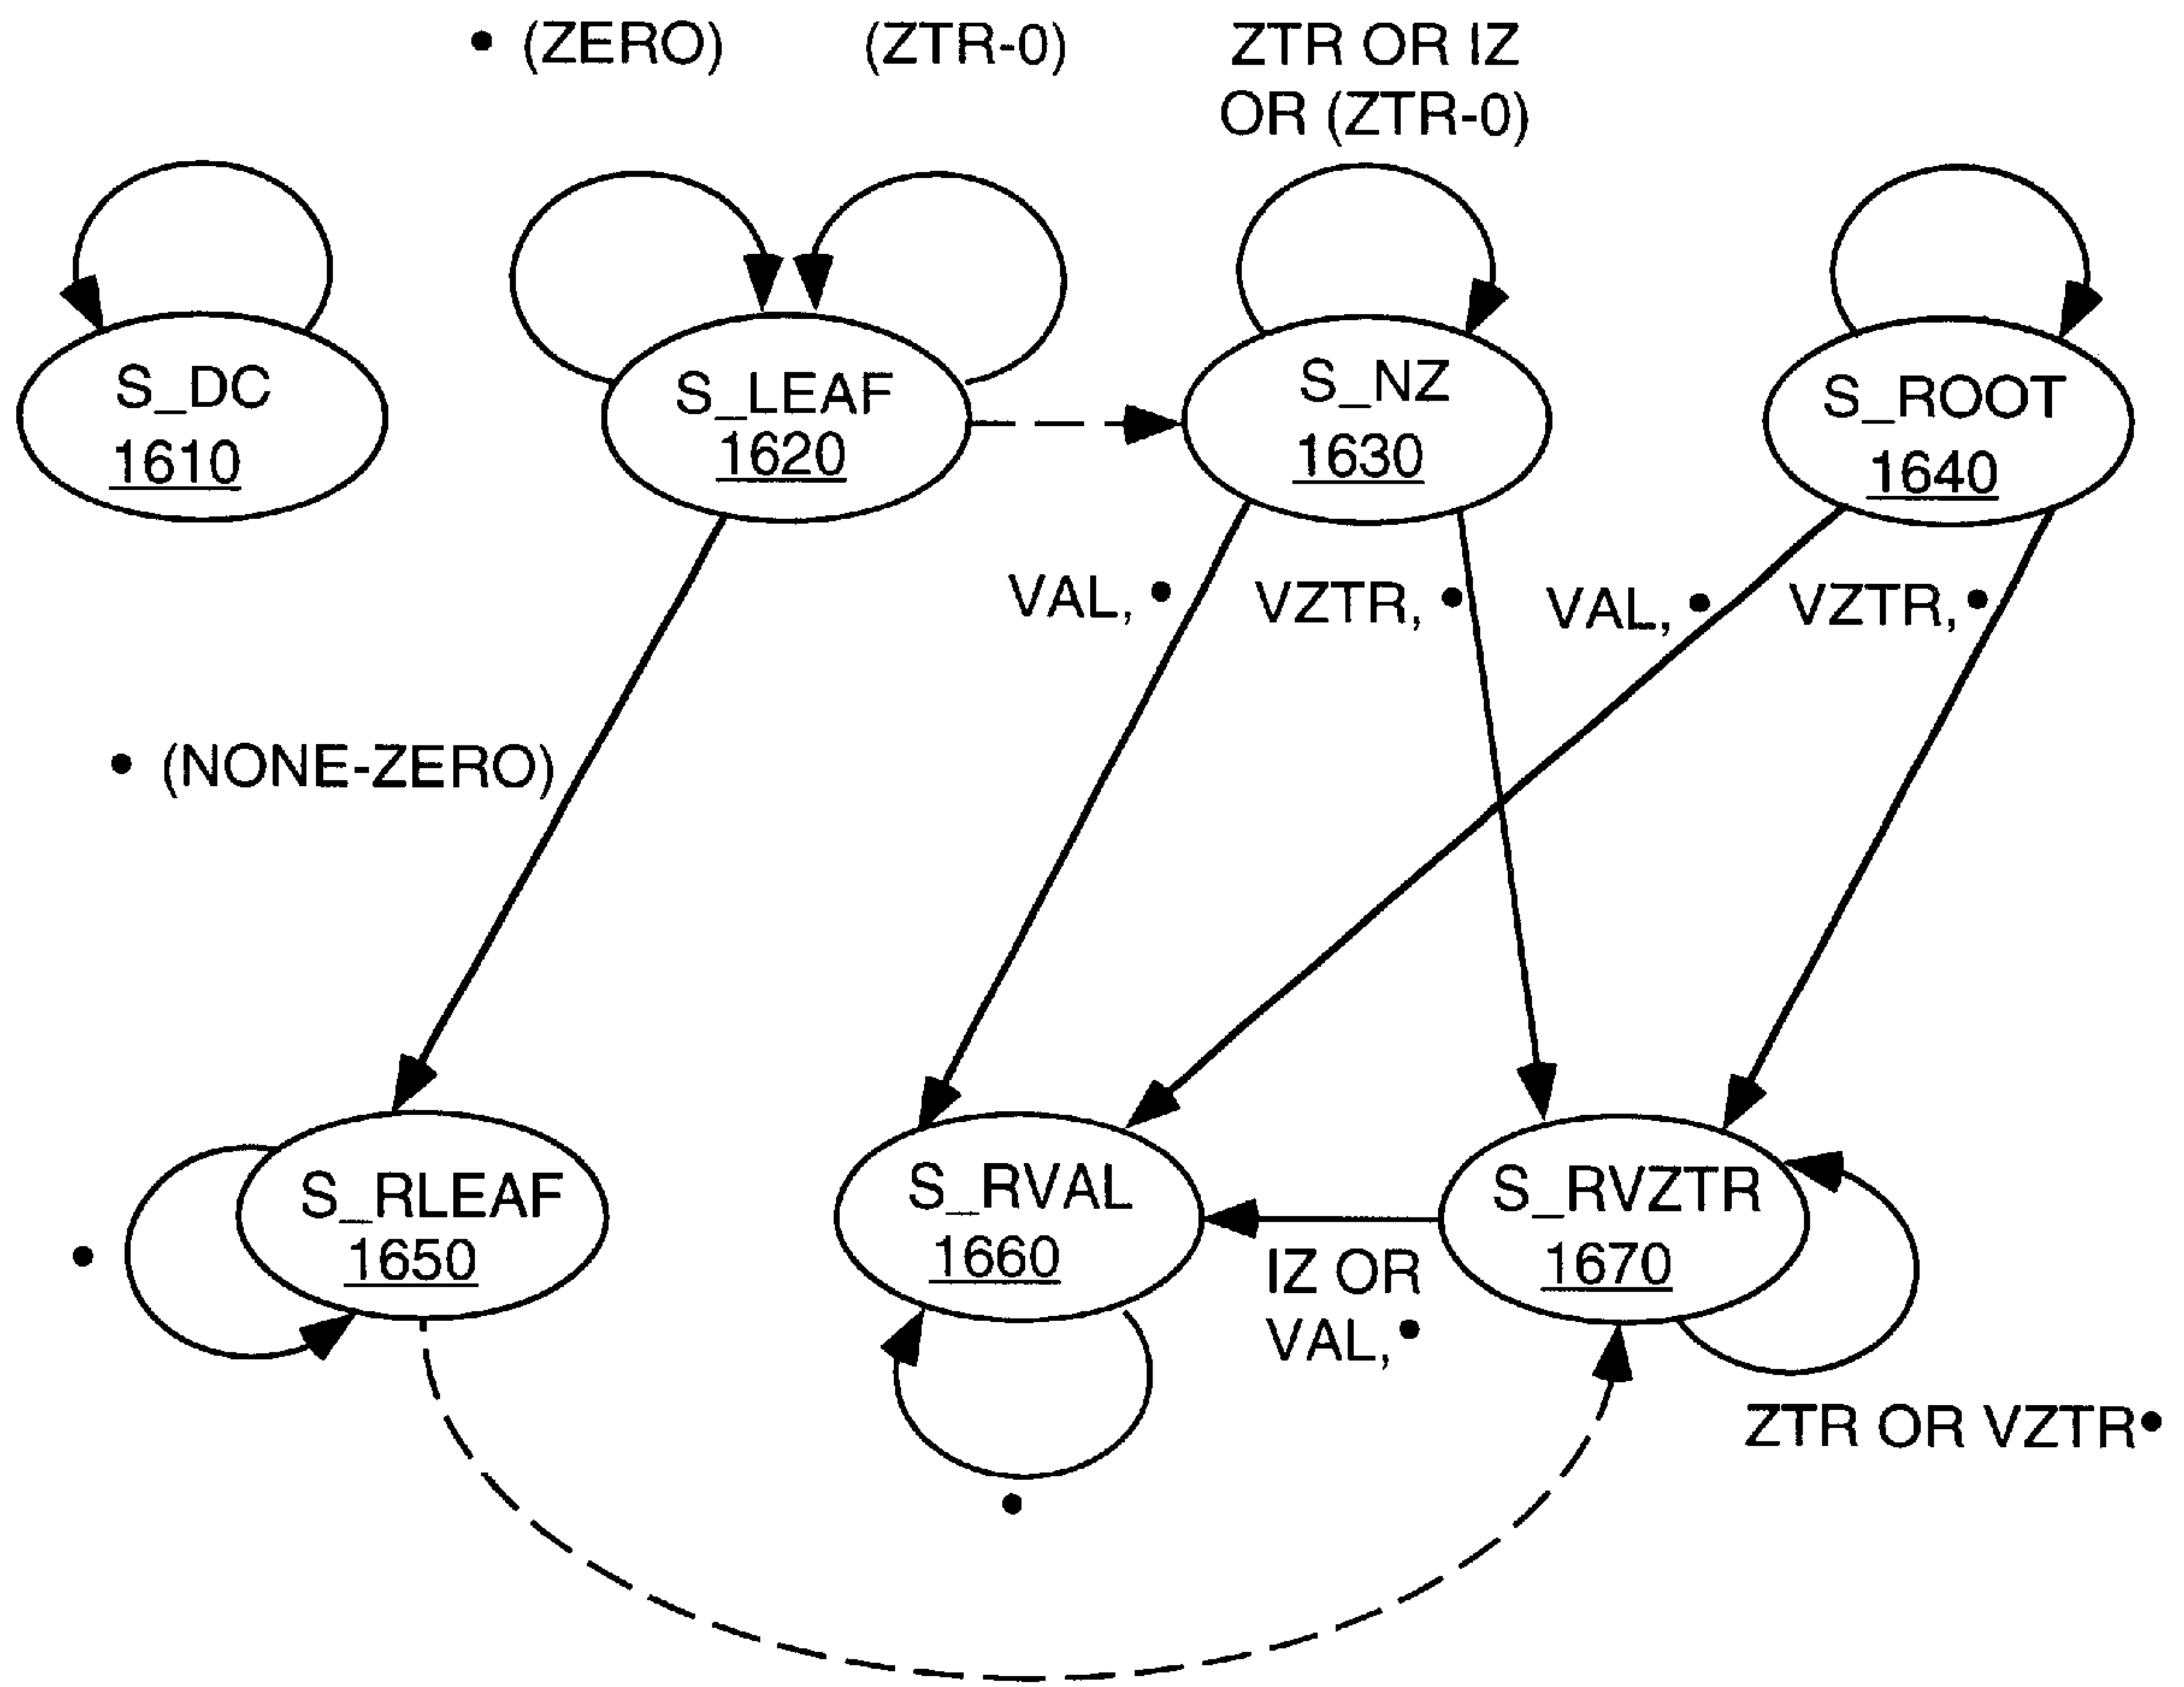 • (ZERO)
(ZTR-0)
ZTR OR IZ
OR (ZTR-0)
S_DC
1610
S_LEAF
1620
S_NZ
1630
S_ROOT
1640
VAL, •
VZTR, •
VAL, •
VZTR, •
• (NONE-ZERO)
S_RLEAF
1650
•
S_RVAL
1660
•
IZ OR
VAL, •
S_RVZTR
1670
ZTR OR VZTR•